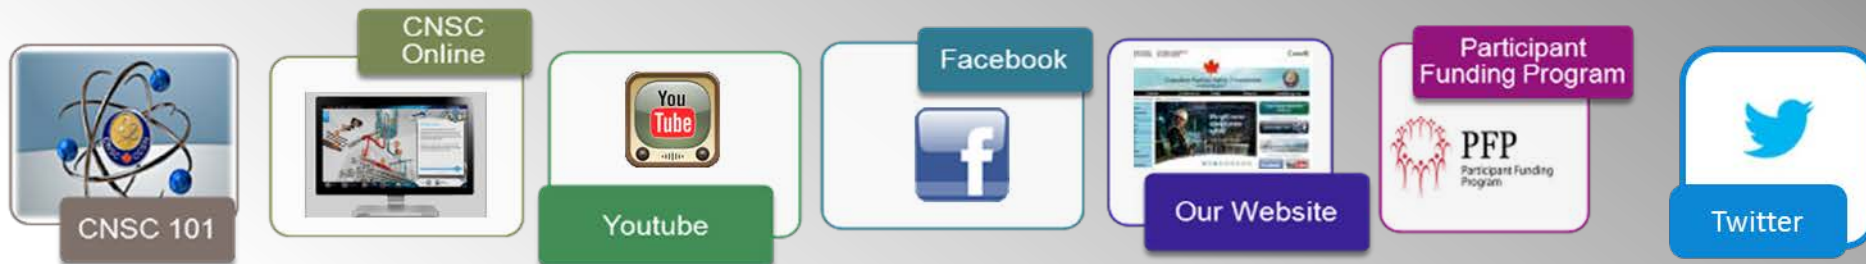 CNSC 101
CNSC
Online
You
Tube
Youtube
Facebook
f
Our Website
Participant
Funding Program
PFP
Participant Funding
Program
Twitter